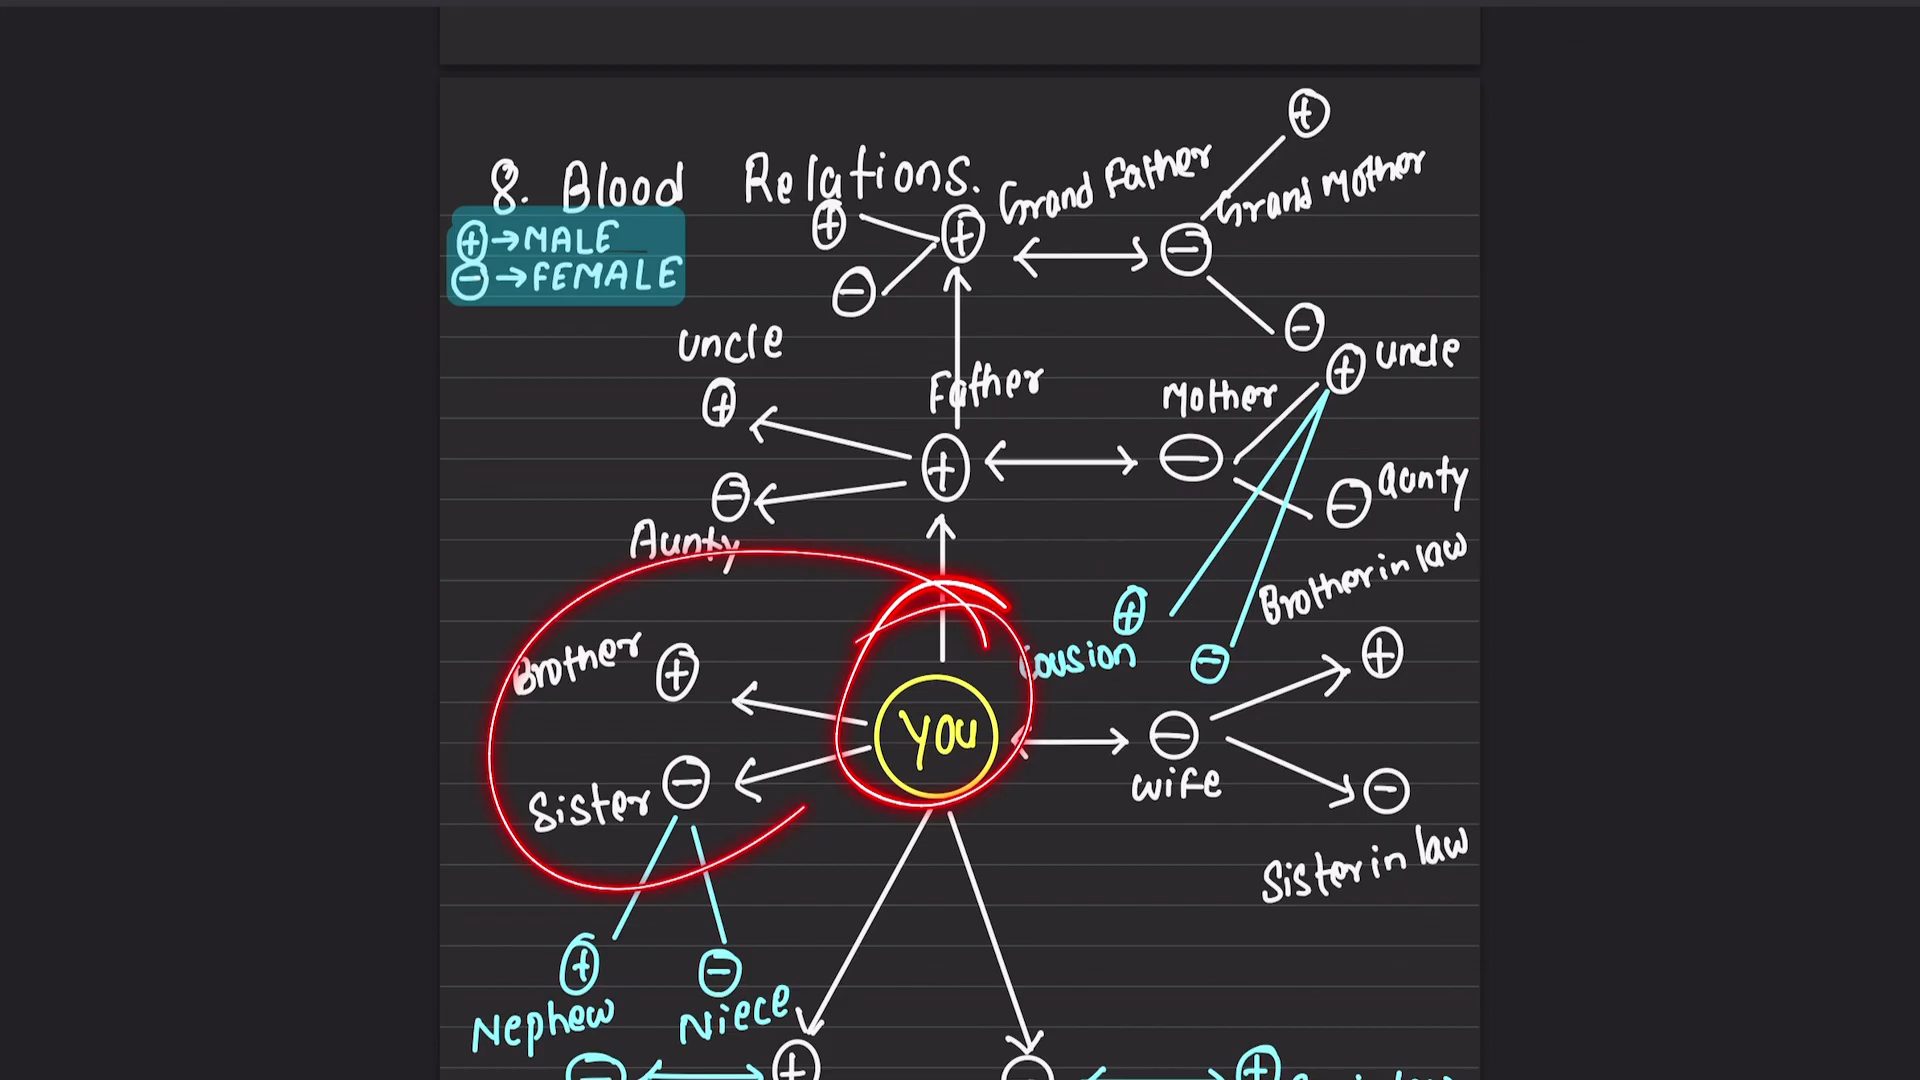 8. Blood Relations.
⊕→MALE
⊖→FEMALE
Grand Father
Grand Mother
uncle
Father
Mother
uncle
Aunty
aunty
Brother
Cousion
Brother in law
YOU
Sister
wife
Sister in law
Nephew
Niece